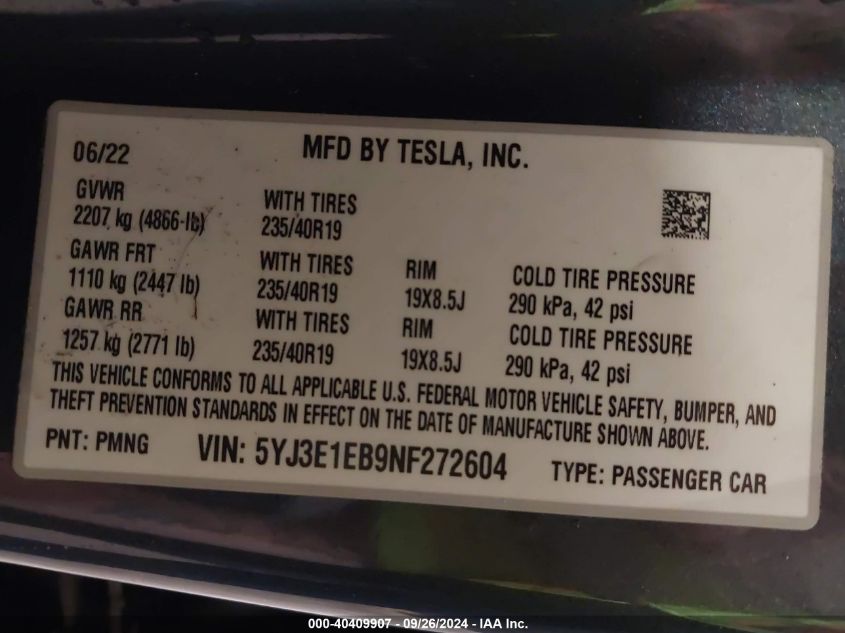 06/22 MFD BY TESLA, INC.
GVWR WITH TIRES
2207 kg (4866-lb) 235/40R19
GAWR FRT WITH TIRES RIM COLD TIRE PRESSURE
1110 kg (2447 lb) 235/40R19 19X8.5J 290 kPa, 42 psi
GAWR RR WITH TIRES RIM COLD TIRE PRESSURE
1257 kg (2771 lb) 235/40R19 19X8.5J 290 kPa, 42 psi
THIS VEHICLE CONFORMS TO ALL APPLICABLE U.S. FEDERAL MOTOR VEHICLE SAFETY, BUMPER, AND
THEFT PREVENTION STANDARDS IN EFFECT ON THE DATE OF MANUFACTURE SHOWN ABOVE.
PNT: PMNG VIN: 5YJ3E1EB9NF272604 TYPE: PASSENGER CAR
000-40409907 - 09/26/2024 - IAA Inc.